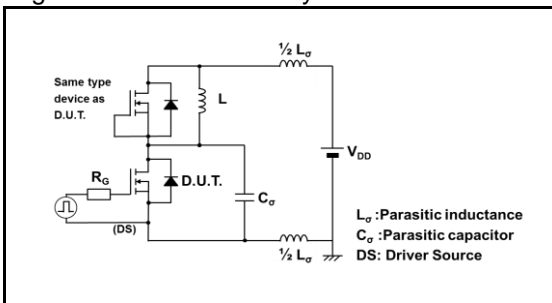 ½ Lσ
Same type
device as
D.U.T.
L
VDD
RG
D.U.T.
Cσ
(DS)
½ Lσ
Lσ :Parasitic inductance
Cσ :Parasitic capacitor
DS: Driver Source